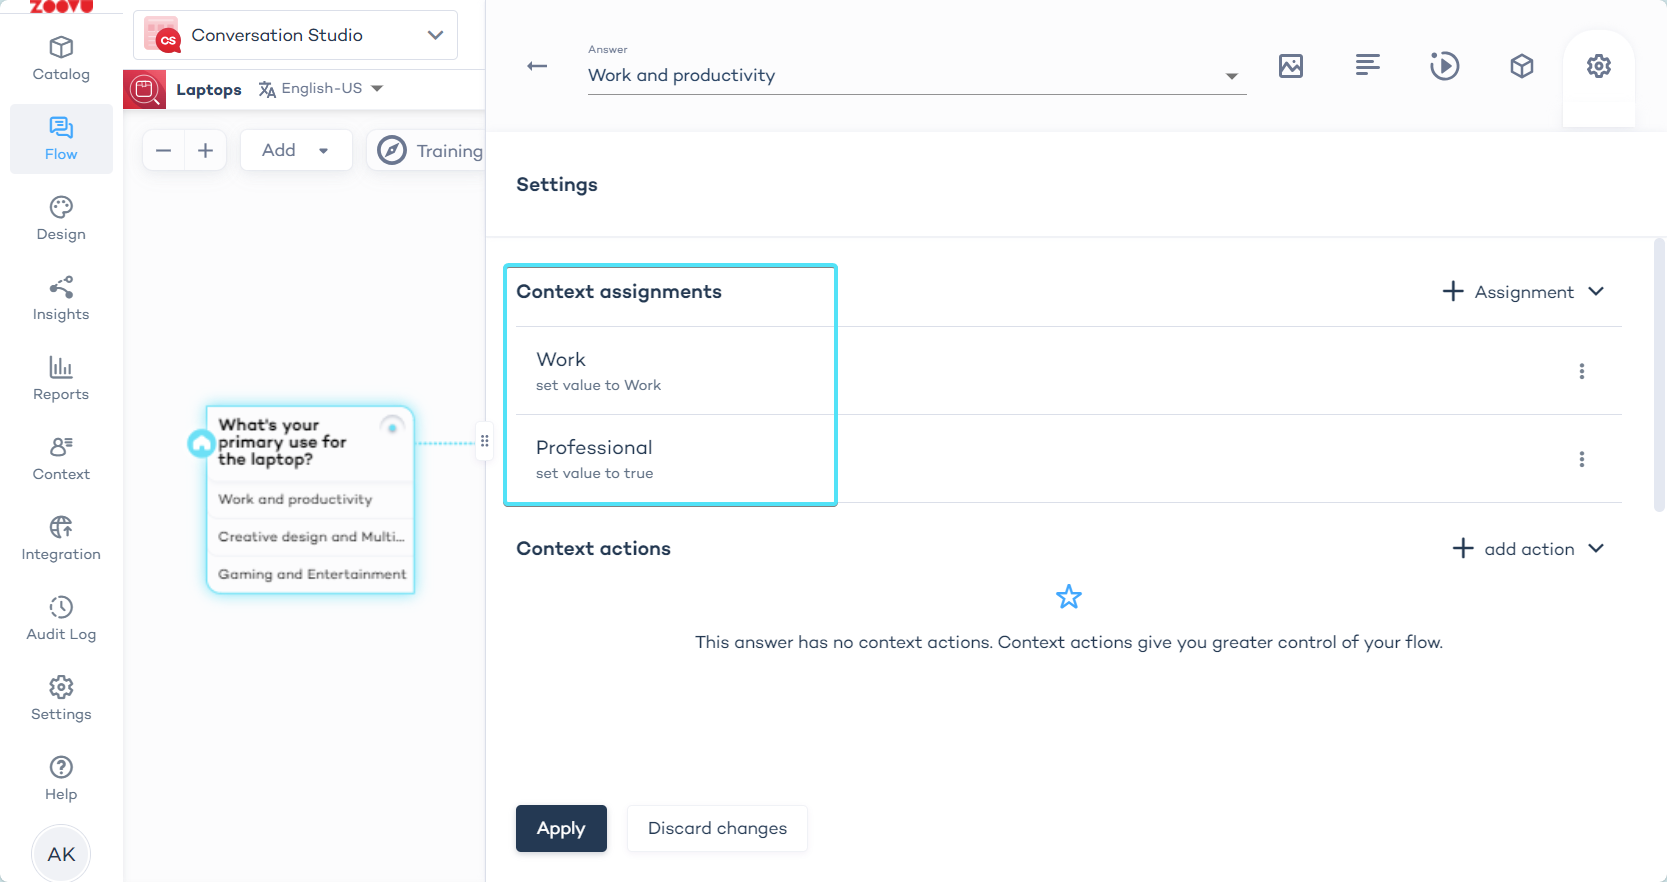 zoovu
Catalog
Flow
Design
Insights
Reports
Context
Integration
Audit Log
Settings
Help
AK
cs
Conversation Studio
Laptops
English-US
Add
Training
What's your
primary use for
the laptop?
Work and productivity
Creative design and Multi...
Gaming and Entertainment
Answer
Work and productivity
Settings
Context assignments
Assignment
Work
set value to Work
Professional
set value to true
Context actions
add action
This answer has no context actions. Context actions give you greater control of your flow.
Apply
Discard changes